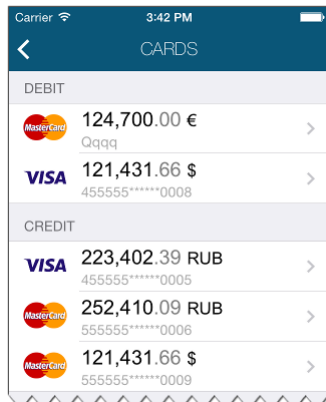 Carrier 3:42 PM
CARDS
DEBIT
MasterCard 124,700.00 €
Qqqq
VISA 121,431.66 $
455555******0008
CREDIT
VISA 223,402.39 RUB
455555******0005
MasterCard 252,410.09 RUB
555555******0006
MasterCard 121,431.66 $
555555******0009